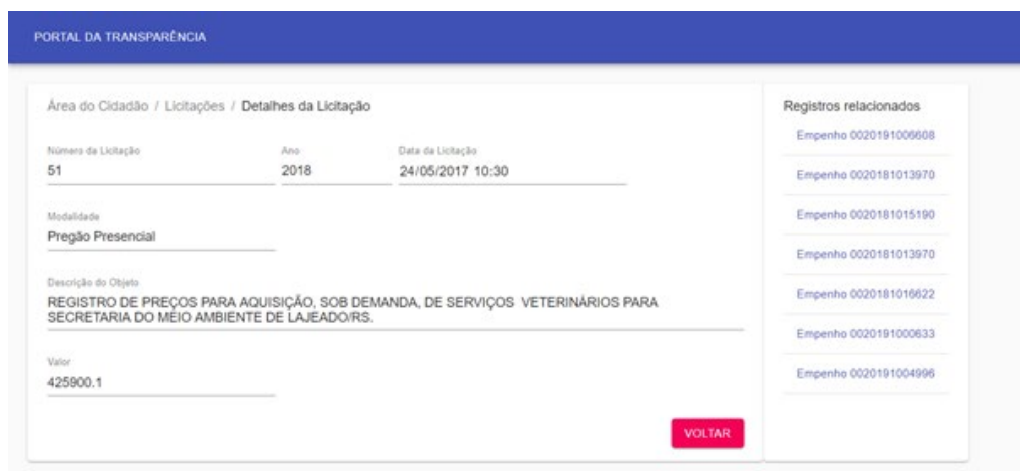 PORTAL DA TRANSPARÊNCIA
Área do Cidadão / Licitações / Detalhes da Licitação
Número da Licitação
Ano
Data da Licitação
51
2018
24/05/2017 10:30
Modalidade
Pregão Presencial
Descrição do Objeto
REGISTRO DE PREÇOS PARA AQUISIÇÃO, SOB DEMANDA, DE SERVIÇOS VETERINÁRIOS PARA
SECRETARIA DO MEIO AMBIENTE DE LAJEADO/RS.
Valor
425900.1
VOLTAR
Registros relacionados
Empenho 0020191006608
Empenho 0020181013970
Empenho 0020181015190
Empenho 0020181013970
Empenho 0020181016622
Empenho 0020191000633
Empenho 0020191004996